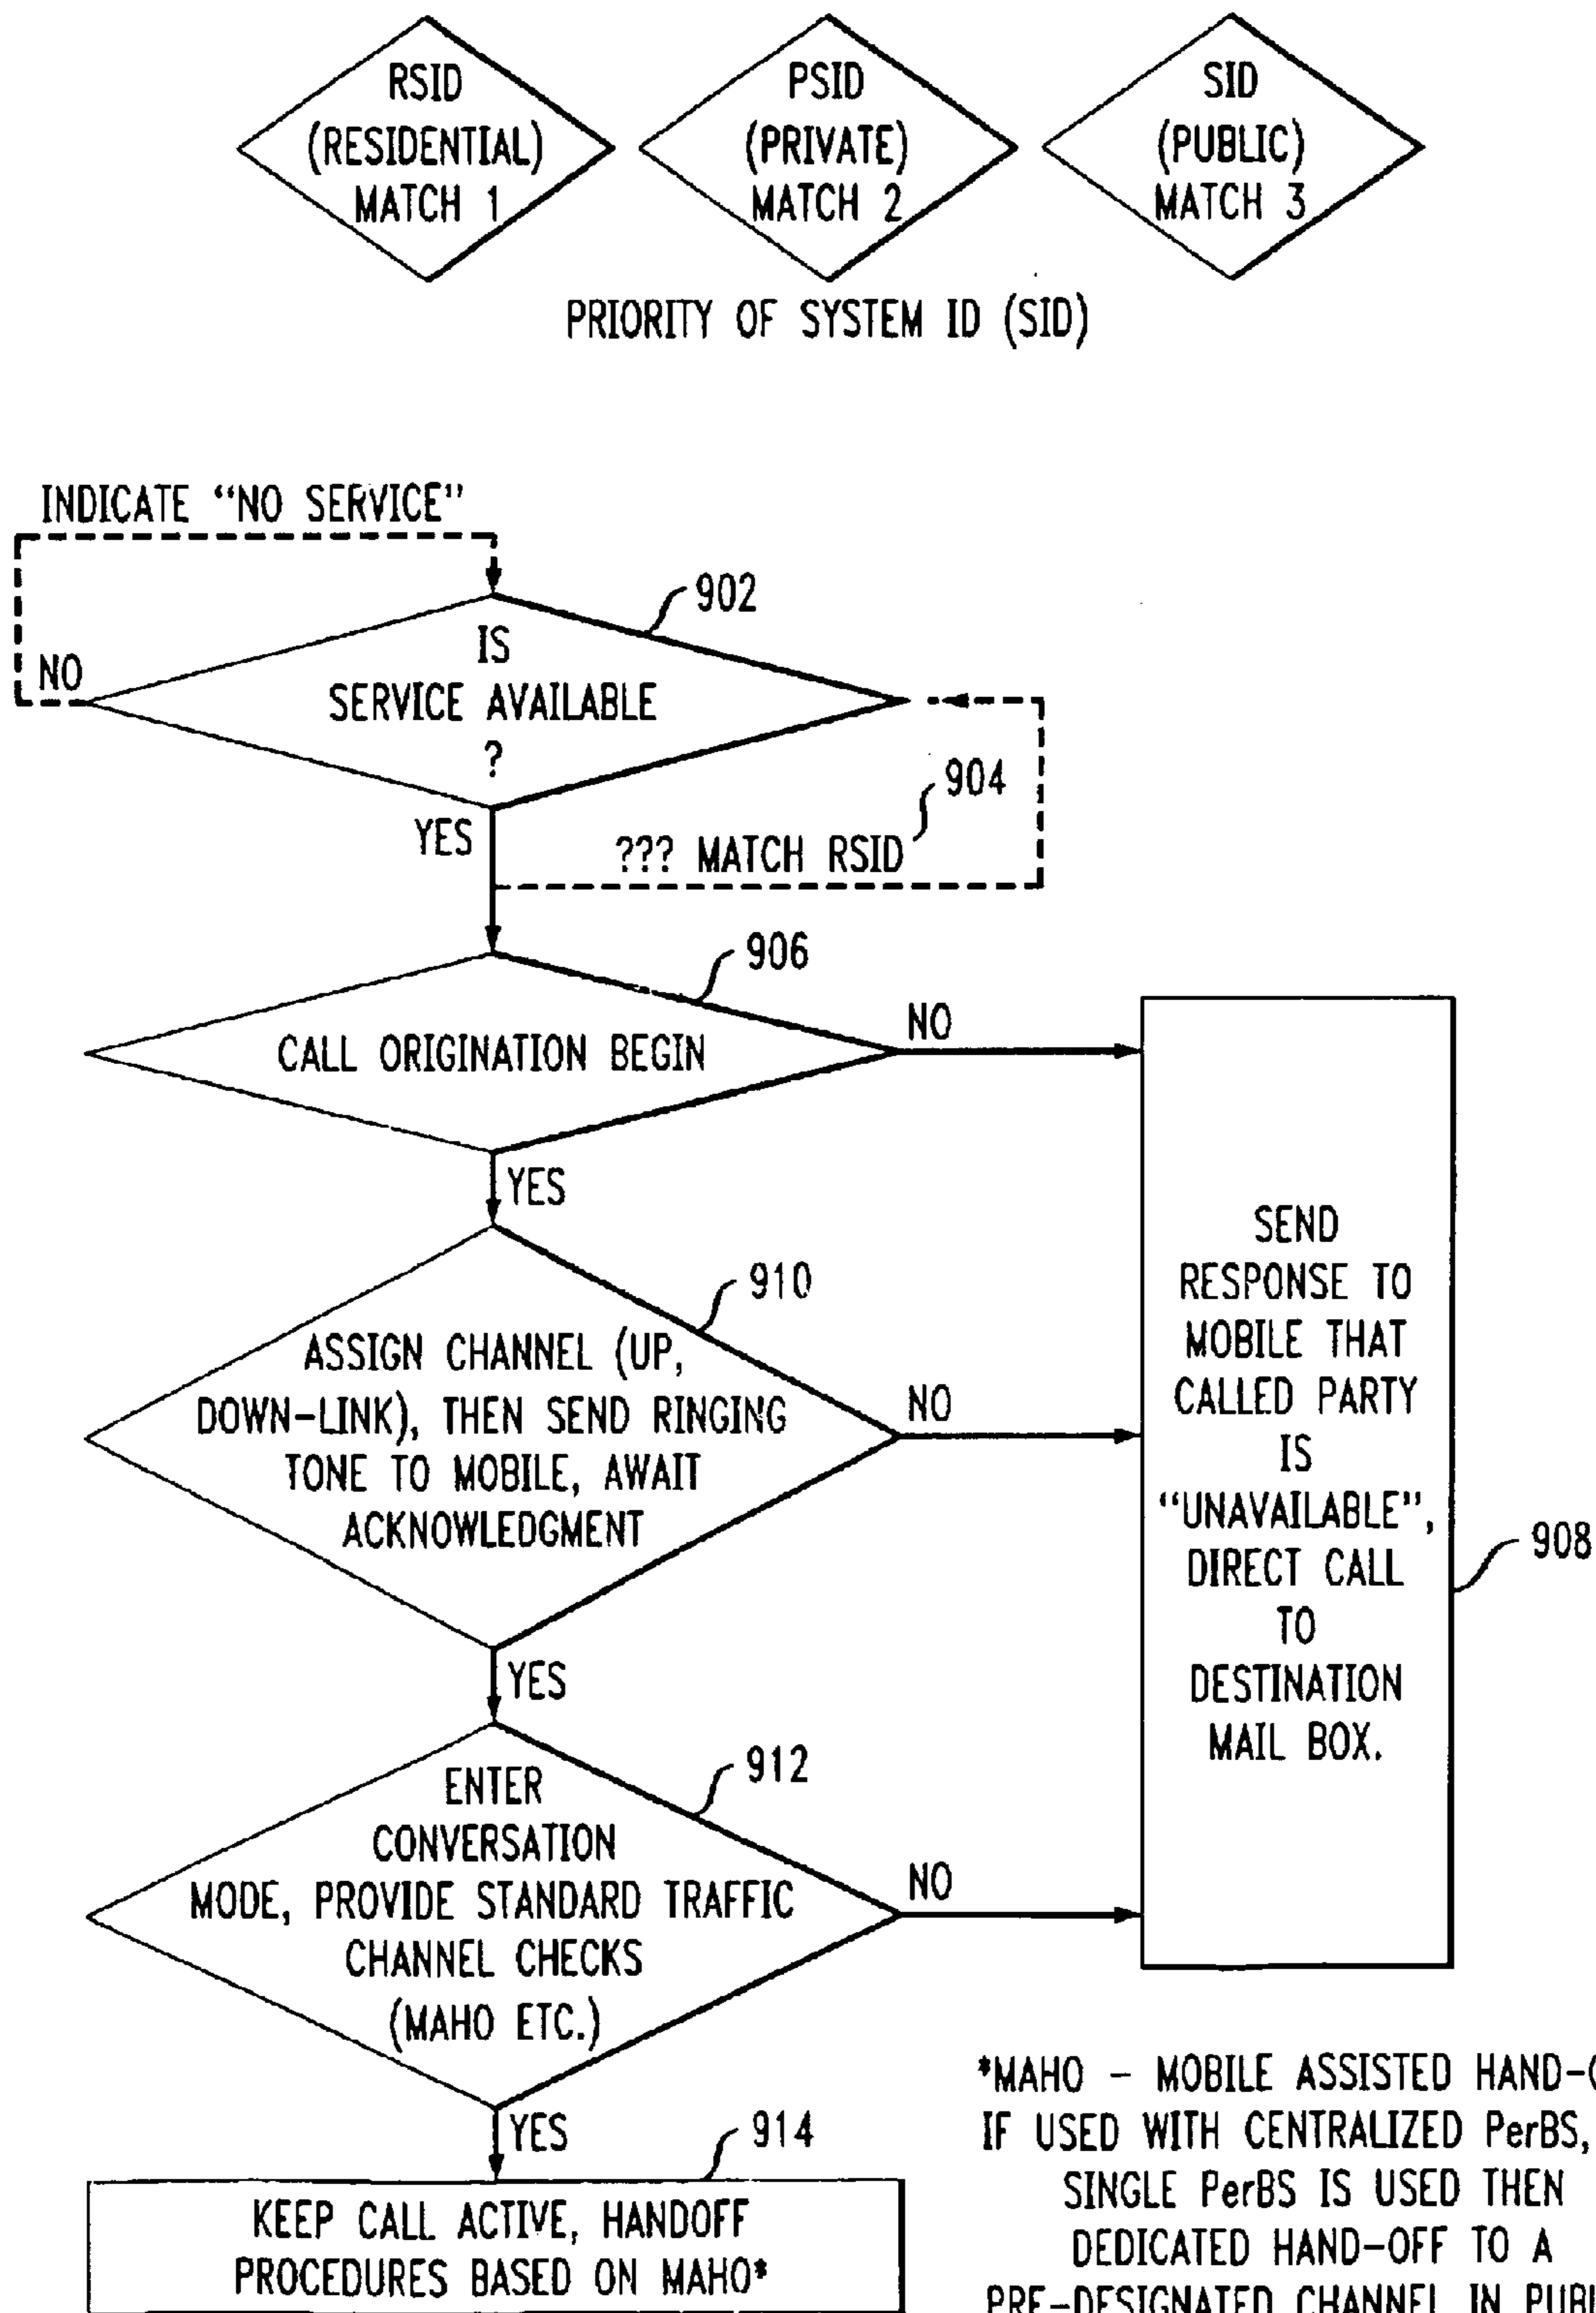 RSID
(RESIDENTIAL)
MATCH 1
PSID
(PRIVATE)
MATCH 2
SID
(PUBLIC)
MATCH 3
PRIORITY OF SYSTEM ID (SID)
INDICATE “NO SERVICE”
902
IS
SERVICE AVAILABLE
?
NO
904
YES
??? MATCH RSID
906
CALL ORIGINATION BEGIN
NO
YES
910
ASSIGN CHANNEL (UP,
DOWN-LINK), THEN SEND RINGING
TONE TO MOBILE, AWAIT
ACKNOWLEDGMENT
NO
YES
912
ENTER
CONVERSATION
MODE, PROVIDE STANDARD TRAFFIC
CHANNEL CHECKS
(MAHO ETC.)
NO
YES
914
KEEP CALL ACTIVE, HANDOFF
PROCEDURES BASED ON MAHO*
SEND
RESPONSE TO
MOBILE THAT
CALLED PARTY
IS
“UNAVAILABLE”,
DIRECT CALL
TO
DESTINATION
MAIL BOX.
908
*MAHO – MOBILE ASSISTED
IF USED WITH CENTRALIZED PerBS,
SINGLE PerBS IS USED THEN
DEDICATED HAND-OFF TO A
PRE-DESIGNATED CHANNEL IN